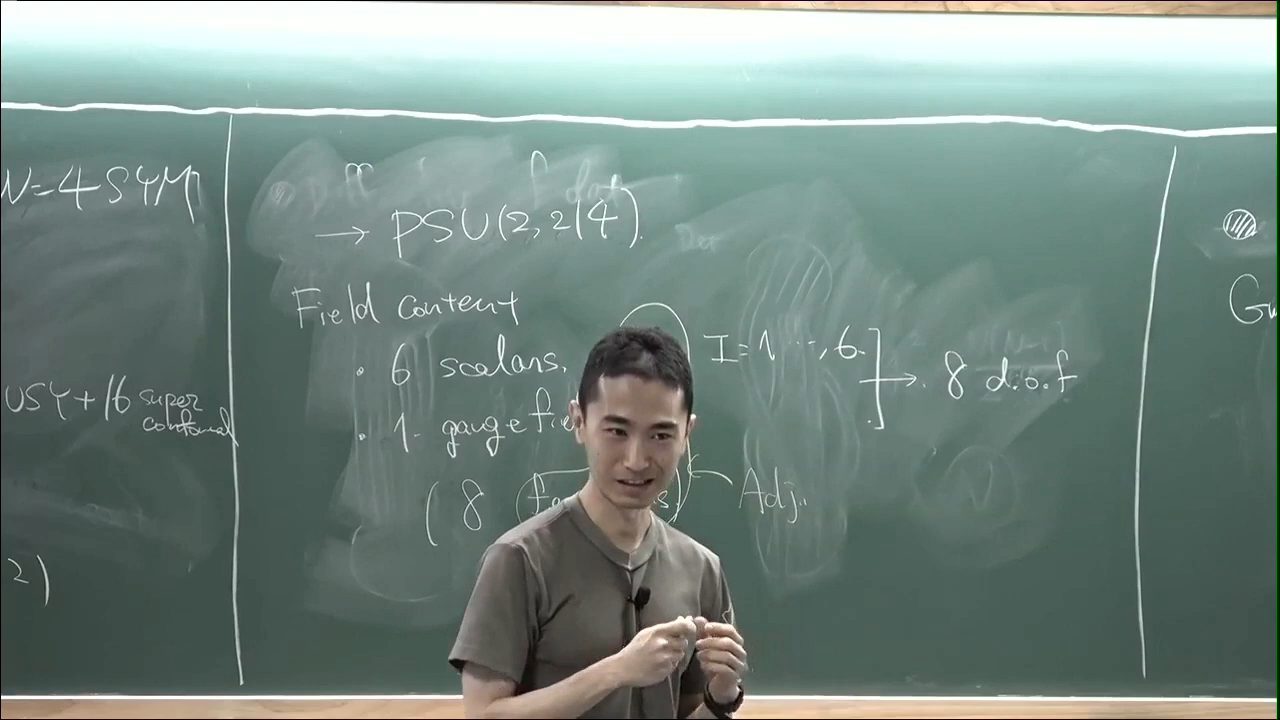 N=4 SYM
USY + 16 super
conformal
2)
→ PSU(2,2|4).
Field content
• 6 scalars. I=1 ..., 6.
→ 8 d.o.f
• 1. gauge fie
(8
Adj.
G